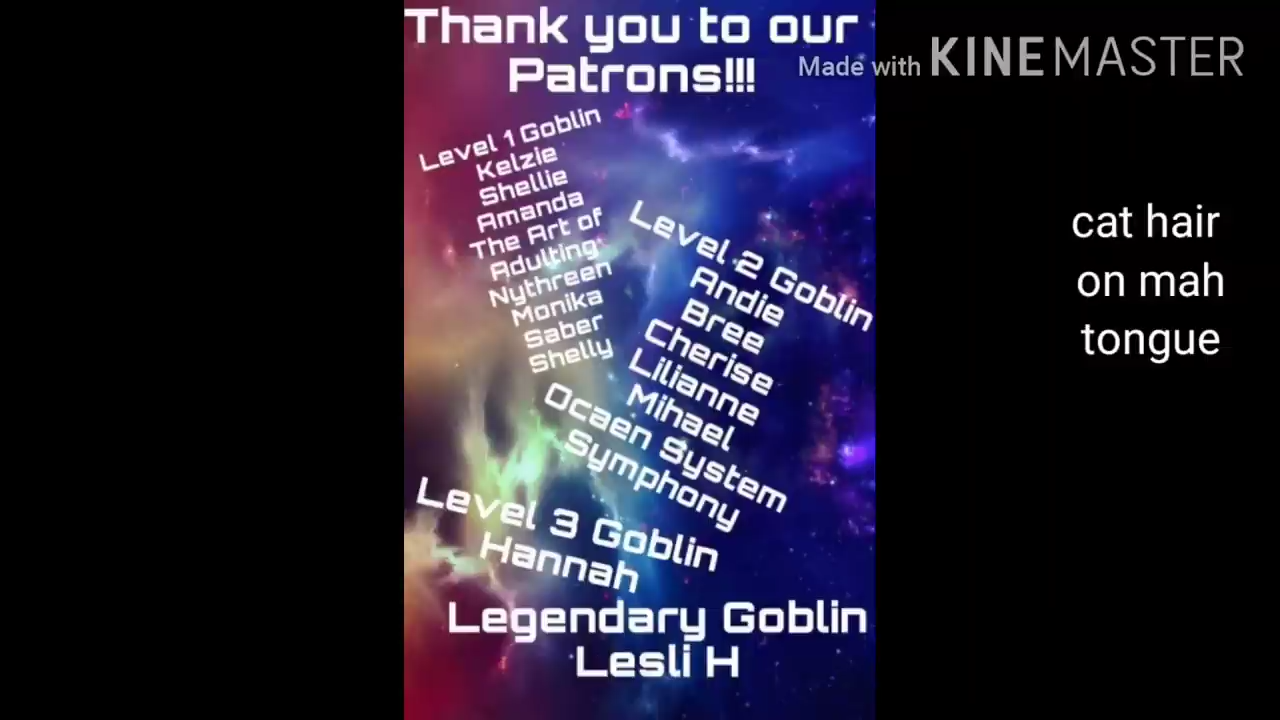 Thank you to our
Patrons!!!
Made with KINEMASTER
Level 1 Goblin
Kelzie
Shellie
Amanda
The Art of
Adulting
Nythreen
Monika
Saber
Shelly
Level 2 Goblin
Andie
Bree
Cherise
Lilianne
Mihael
Ocaen System
Symphony
Level 3 Goblin
Hannah
Legendary Goblin
Lesli H
cat hair
on mah
tongue